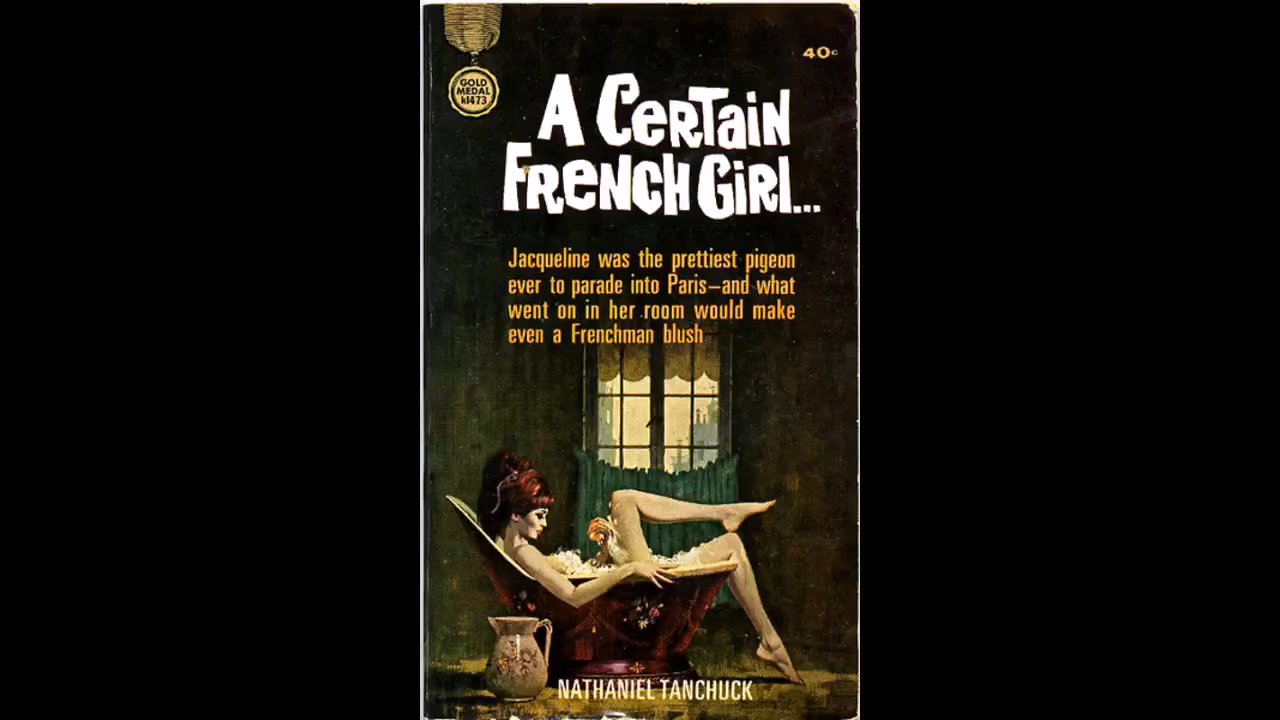 40c
GOLD
MEDAL
k1473
A CERTAIN
FRENCH GIRL...
Jacqueline was the prettiest pigeon
ever to parade into Paris—and what
went on in her room would make
even a Frenchman blush
NATHANIEL TANCHUCK